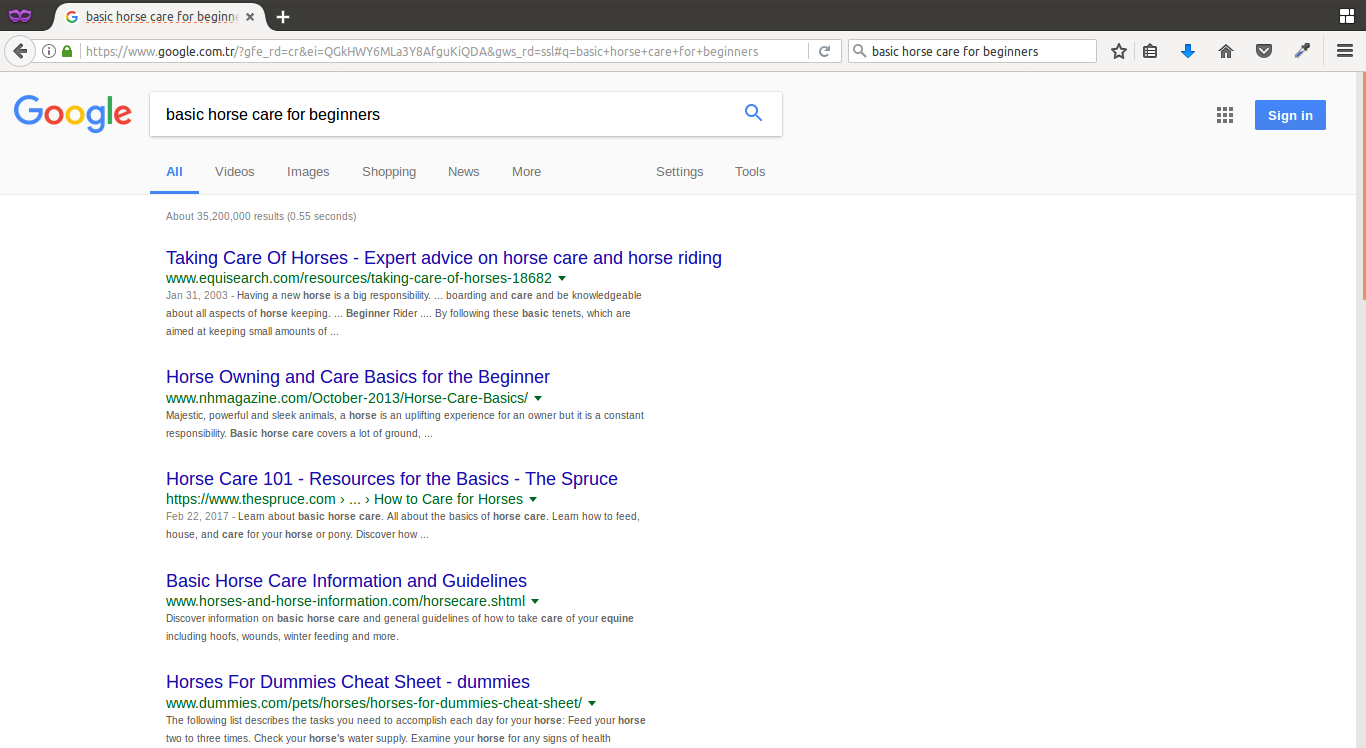 basic horse care for beginne
https://www.google.com.tr/?gfe_rd=cr&ei=QGkHWY6MLa3Y8AfguKiQDA&gws_rd=ssl#q=basic+horse+care+for+beginners
basic horse care for beginners
Google
basic horse care for beginners
Sign in
All Videos Images Shopping News More Settings Tools
About 35,200,000 results (0.55 seconds)
Taking Care Of Horses - Expert advice on horse care and horse riding
www.equisearch.com/resources/taking-care-of-horses-18682
Jan 31, 2003 - Having a new horse is a big responsibility. ... boarding and care and be knowledgeable
about all aspects of horse keeping. ... Beginner Rider .... By following these basic tenets, which are
aimed at keeping small amounts of ...
Horse Owning and Care Basics for the Beginner
www.nhmagazine.com/October-2013/Horse-Care-Basics/
Majestic, powerful and sleek animals, a horse is an uplifting experience for an owner but it is a constant
responsibility. Basic horse care covers a lot of ground, ...
Horse Care 101 - Resources for the Basics - The Spruce
https://www.thespruce.com › ... › How to Care for Horses
Feb 22, 2017 - Learn about basic horse care. All about the basics of horse care. Learn how to feed,
house, and care for your horse or pony. Discover how ...
Basic Horse Care Information and Guidelines
www.horses-and-horse-information.com/horsecare.shtml
Discover information on basic horse care and general guidelines of how to take care of your equine
including hoofs, wounds, winter feeding and more.
Horses For Dummies Cheat Sheet - dummies
www.dummies.com/pets/horses/horses-for-dummies-cheat-sheet/
The following list describes the tasks you need to accomplish each day for your horse: Feed your horse
two to three times. Check your horse's water supply. Examine your horse for any signs of health